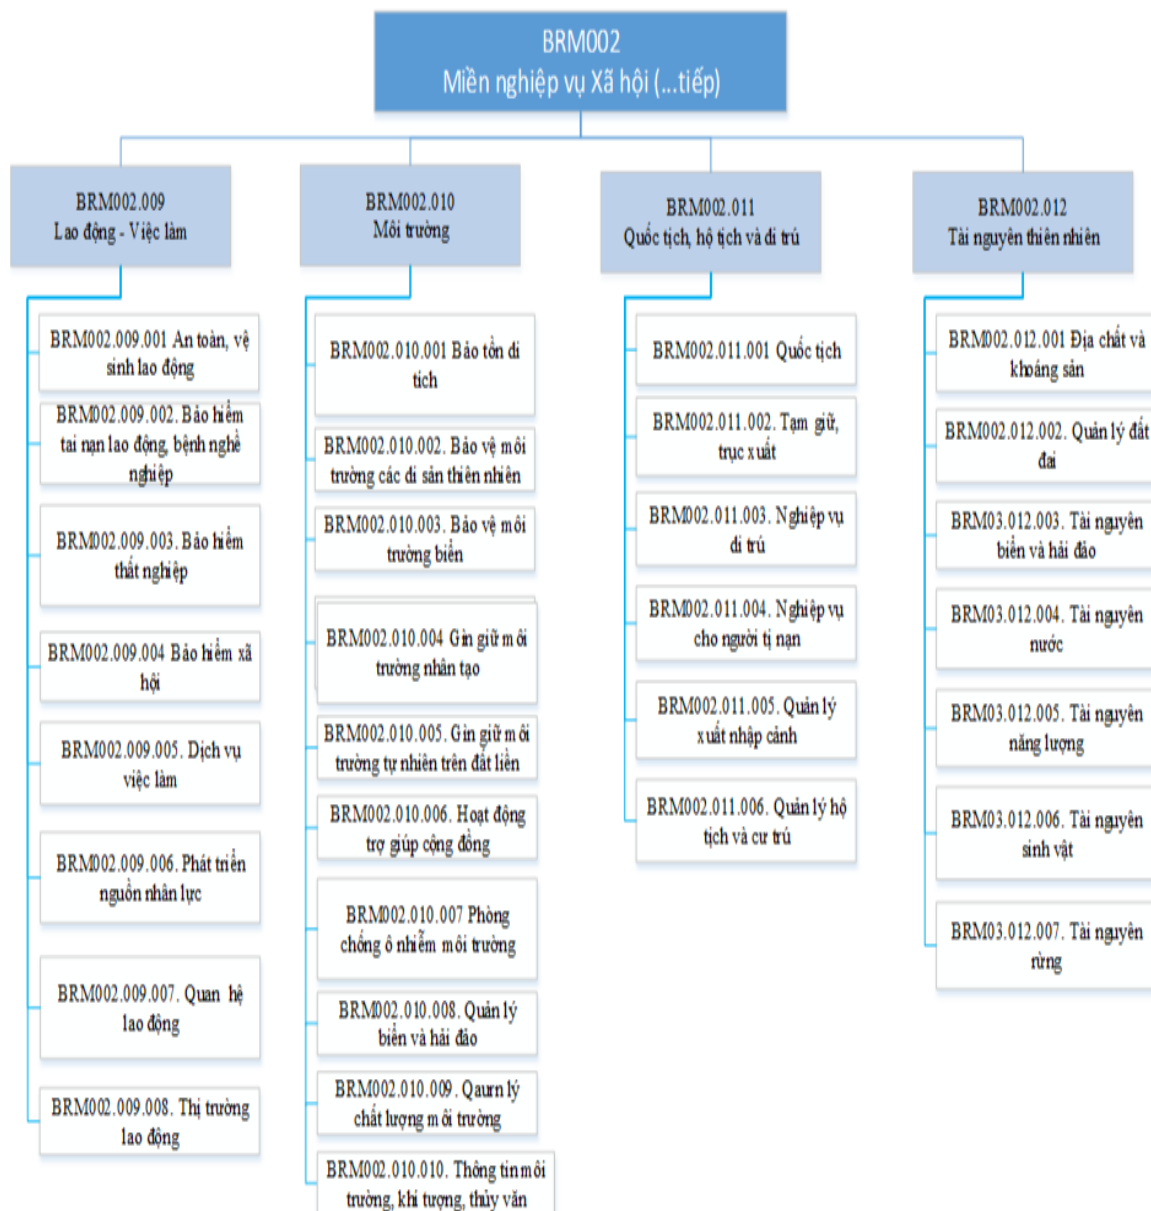 BRM002
Miền nghiệp vụ Xã hội (...tiếp)
BRM002.009
Lao động - Việc làm
BRM002.009.001 An toàn, vệ
sinh lao động
BRM002.009.002. Bảo hiểm
tai nạn lao động, bệnh nghề
nghiệp
BRM002.009.003. Bảo hiểm
thất nghiệp
BRM002.009.004 Bảo hiểm xã
hội
BRM002.009.005. Dịch vụ
việc làm
BRM002.009.006. Phát triển
nguồn nhân lực
BRM002.009.007. Quan hệ
lao động
BRM002.009.008. Thị trường
lao động
BRM002.010
Môi trường
BRM002.010.001 Bảo tồn di
tích
BRM002.010.002. Bảo vệ môi
trường các di sản thiên nhiên
BRM002.010.003. Bảo vệ môi
trường biển
BRM002.010.004 Gìn giữ môi
trường nhân tạo
BRM002.010.005. Gìn giữ môi
trường tự nhiên trên đất liền
BRM002.010.006. Hoạt động
trợ giúp cộng đồng
BRM002.010.007 Phòng
chống ô nhiễm môi trường
BRM002.010.008. Quản lý
biển và hải đảo
BRM002.010.009. Qaurn lý
chất lượng môi trường
BRM002.010.010. Thông tin môi
trường, khí tượng, thủy văn
BRM002.011
Quốc tịch, hộ tịch và di trú
BRM002.011.001 Quốc tịch
BRM002.011.002. Tạm giữ,
trục xuất
BRM002.011.003. Nghiệp vụ
di trú
BRM002.011.004. Nghiệp vụ
cho người tị nạn
BRM002.011.005. Quản lý
xuất nhập cảnh
BRM002.011.006. Quản lý hộ
tịch và cư trú
BRM002.012
Tài nguyên thiên nhiên
BRM002.012.001 Địa chất và
khoáng sản
BRM002.012.002. Quản lý đất
đai
BRM03.012.003. Tài nguyên
biển và hải đảo
BRM03.012.004. Tài nguyên
nước
BRM03.012.005. Tài nguyên
năng lượng
BRM03.012.006. Tài nguyên
sinh vật
BRM03.012.007. Tài nguyên
rừng